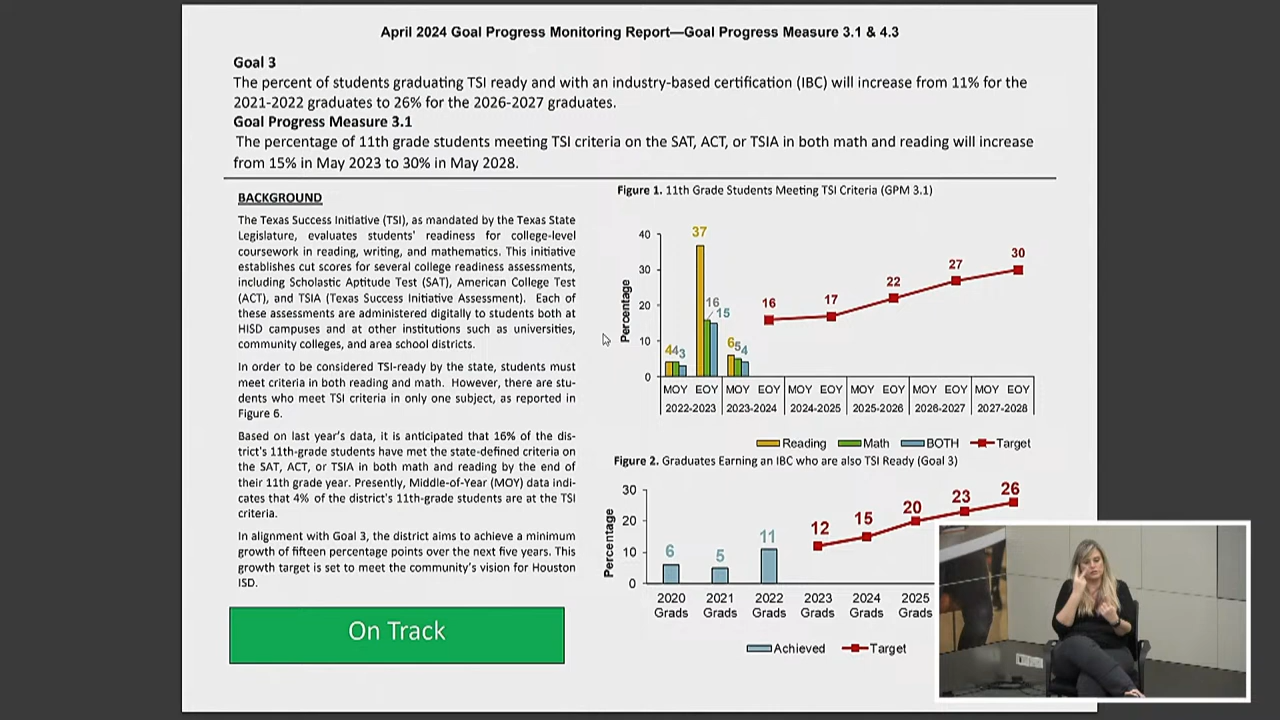 April 2024 Goal Progress Monitoring Report—Goal Progress Measure 3.1 & 4.3
Goal 3
The percent of students graduating TSI ready and with an industry-based certification (IBC) will increase from 11% for the
2021-2022 graduates to 26% for the 2026-2027 graduates.
Goal Progress Measure 3.1
The percentage of 11th grade students meeting TSI criteria on the SAT, ACT, or TSIA in both math and reading will increase
from 15% in May 2023 to 30% in May 2028.
BACKGROUND
The Texas Success Initiative (TSI), as mandated by the Texas State
Legislature, evaluates students' readiness for college-level
coursework in reading, writing, and mathematics. This initiative
establishes cut scores for several college readiness assessments,
including Scholastic Aptitude Test (SAT), American College Test
(ACT), and TSIA (Texas Success Initiative Assessment). Each of
these assessments are administered digitally to students both at
HISD campuses and at other institutions such as universities,
community colleges, and area school districts.
In order to be considered TSI-ready by the state, students must
meet criteria in both reading and math. However, there are stu-
dents who meet TSI criteria in only one subject, as reported in
Figure 6.
Based on last year's data, it is anticipated that 16% of the dis-
trict's 11th-grade students have met the state-defined criteria on
the SAT, ACT, or TSIA in both math and reading by the end of
their 11th grade year. Presently, Middle-of-Year (MOY) data indi-
cates that 4% of the district's 11th-grade students are at the TSI
criteria.
In alignment with Goal 3, the district aims to achieve a minimum
growth of fifteen percentage points over the next five years. This
growth target is set to meet the community's vision for Houston
ISD.
On Track
Figure 1. 11th Grade Students Meeting TSI Criteria (GPM 3.1)
Percentage
40
30
20
10
0
4 4 3
37
16
15
6 5 4
16
17
22
27
30
MOY EOY MOY EOY MOY EOY MOY EOY MOY EOY MOY EOY
2022-2023 2023-2024 2024-2025 2025-2026 2026-2027 2027-2028
Reading Math BOTH Target
Figure 2. Graduates Earning an IBC who are also TSI Ready (Goal 3)
Percentage
30
20
10
0
6
5
11
12
15
20
23
26
2020 2021 2022 2023 2024 2025
Grads Grads Grads Grads Grads Grads
Achieved Target